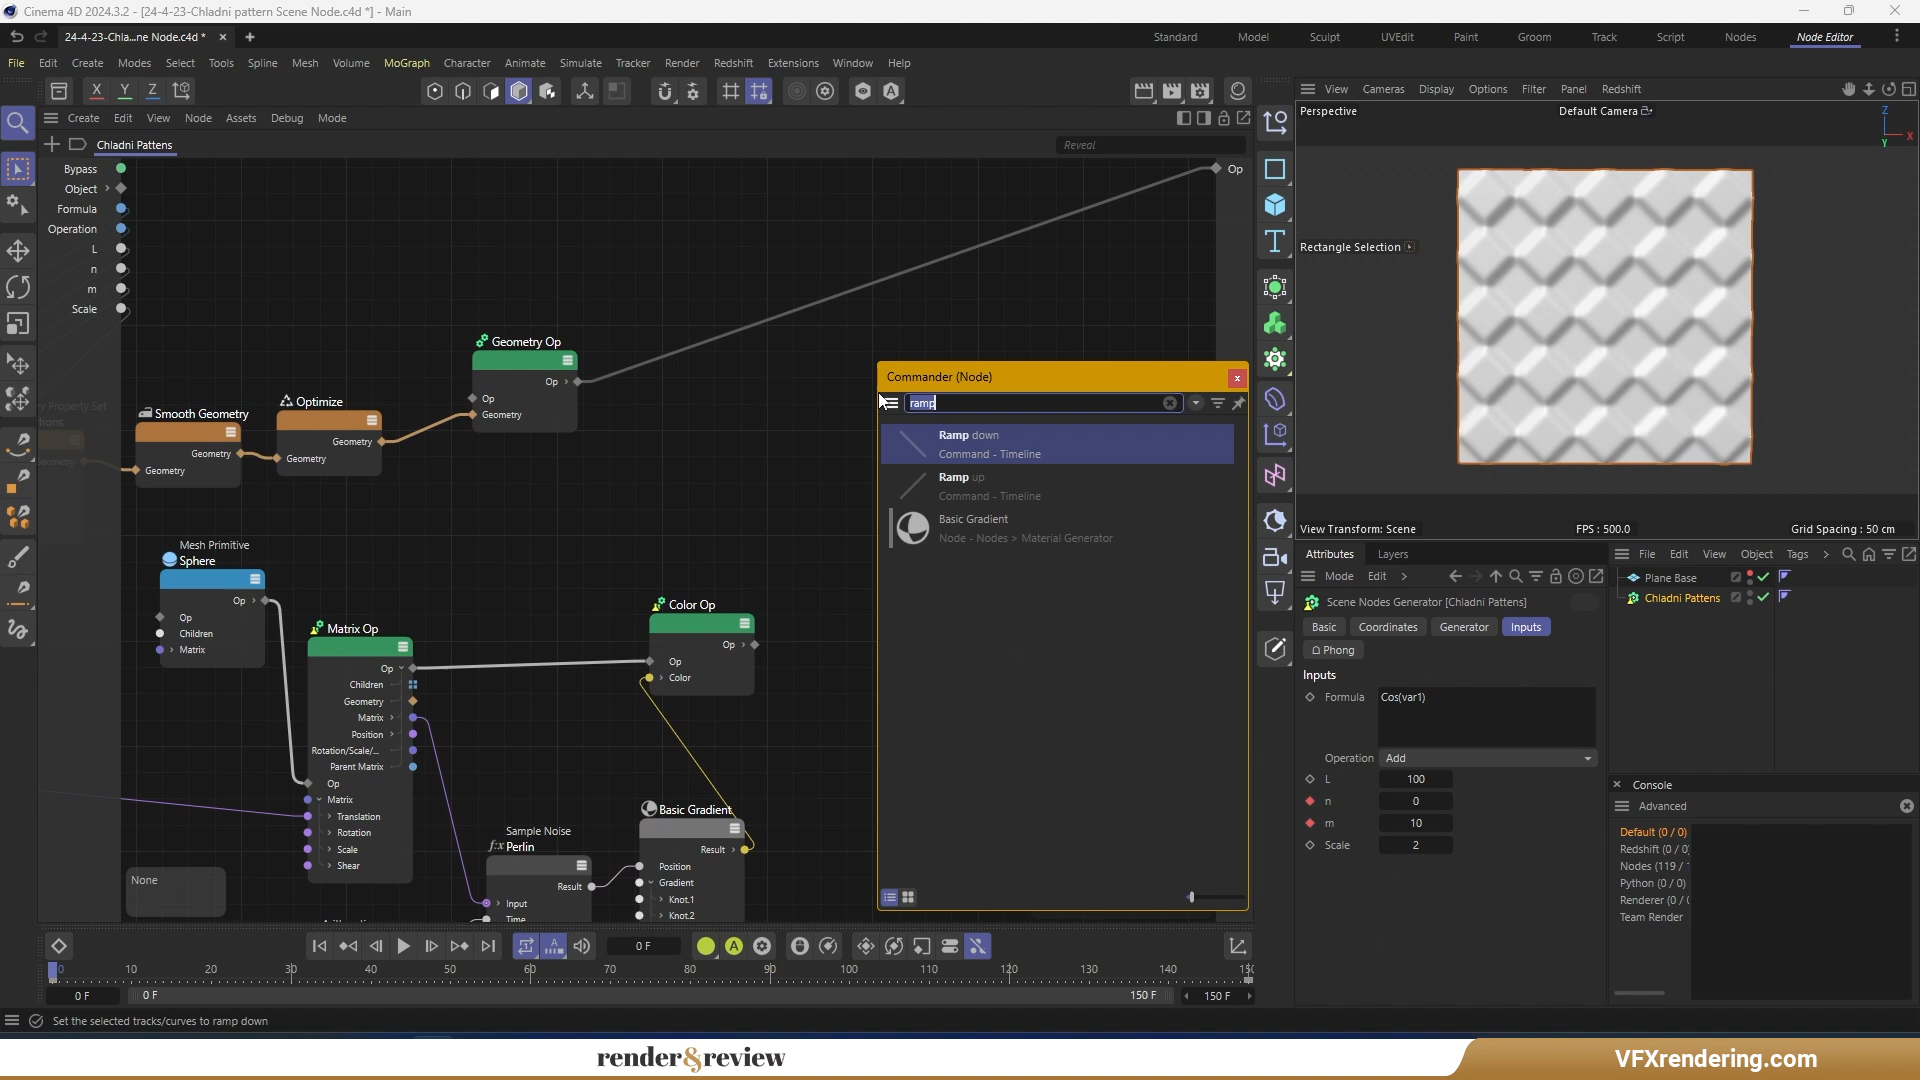 Cinema 4D 2024.3.2 - [24-4-23-Chladni pattern Scene Node.c4d *] - Main
24-4-23-Chla...ne Node.c4d *
Standard Model Sculpt UVEdit Paint Groom Track Script Nodes Node Editor
File Edit Create Modes Select Tools Spline Mesh Volume MoGraph Character Animate Simulate Tracker Render Redshift Extensions Window Help
X Y Z
View Cameras Display Options Filter Panel Redshift
Create Edit View Node Assets Debug Mode
Perspective
Default Camera
Z
X
Y
Chladni Pattens
Reveal
Bypass
Op
Object
Formula
Operation
L
Rectangle Selection
n
m
Scale
Geometry Op
Op
Op
Geometry
Commander (Node)
ramp
Ramp down
Command - Timeline
Ramp up
Command - Timeline
Basic Gradient
Node - Nodes > Material Generator
Optimize
Geometry
Geometry
Smooth Geometry
Geometry
Geometry
View Transform: Scene
FPS : 500.0
Grid Spacing : 50 cm
Mesh Primitive
Sphere
Op
Op
Children
Matrix
Matrix Op
Op
Children
Geometry
Matrix
Position
Rotation/Scale/...
Parent Matrix
Op
Matrix
Translation
Rotation
Scale
Shear
Color Op
Op
Op
Color
Basic Gradient
Result
Position
Gradient
Knot.1
Knot.2
Sample Noise
f:x Perlin
Result
Input
Time
None
Attributes Layers
Mode Edit
Scene Nodes Generator [Chladni Pattens]
Basic Coordinates Generator Inputs
Phong
Inputs
Formula Cos(var1)
Operation Add
L 100
n 0
m 10
Scale 2
File Edit View Object Tags
Plane Base
Chladni Pattens
Console
Advanced
Default (0 / 0)
Redshift (0 / 0)
Nodes (119 /
Python (0 / 0)
Renderer (0 / 0
Team Render
0 F
0 10 20 30 40 50 60 70 80 90 100 110 120 130 140 150
0 F 0 F 150 F 150 F
Set the selected tracks/curves to ramp down
render&review
VFXrendering.com